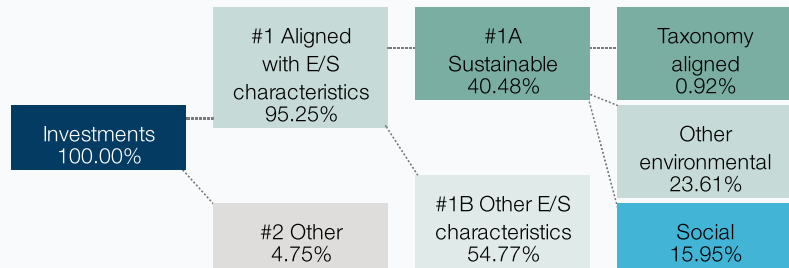 Investments
100.00%
#1 Aligned
with E/S
characteristics
95.25%
#2 Other
4.75%
#1A
Sustainable
40.48%
#1B Other E/S
characteristics
54.77%
Taxonomy
aligned
0.92%
Other
environmental
23.61%
Social
15.95%